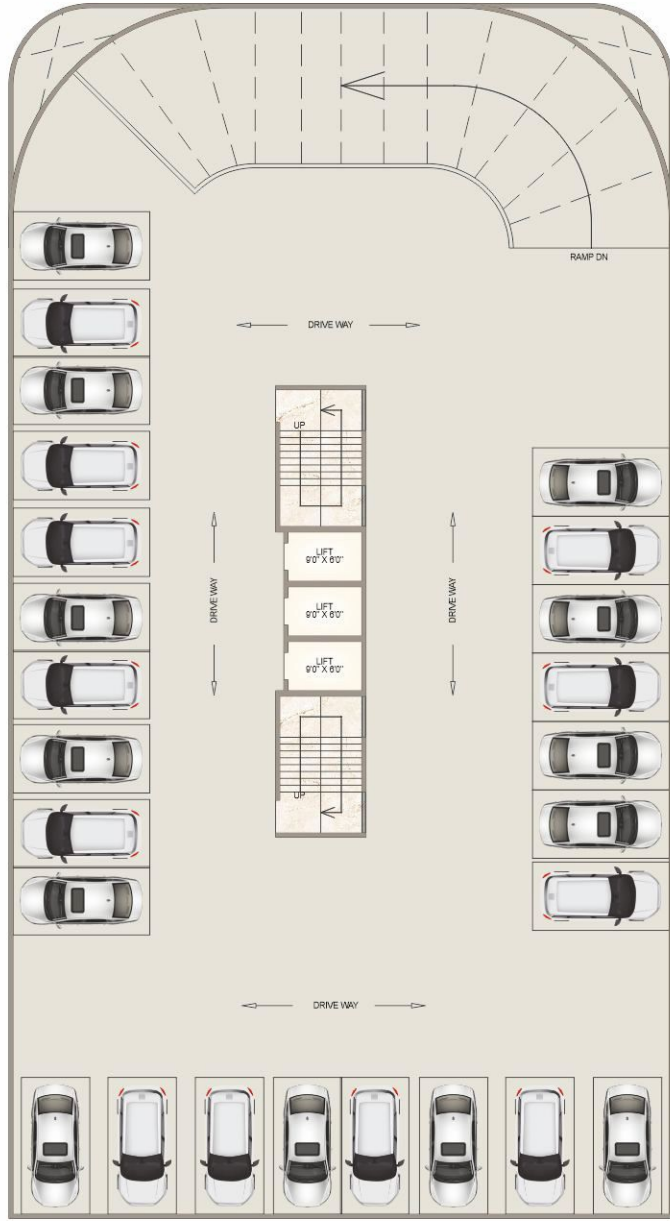 RAMP DN
DRIVE WAY
UP
LIFT
9'0" X 6'0"
DRIVE WAY
DRIVE WAY
LIFT
9'0" X 6'0"
LIFT
9'0" X 6'0"
UP
DRIVE WAY